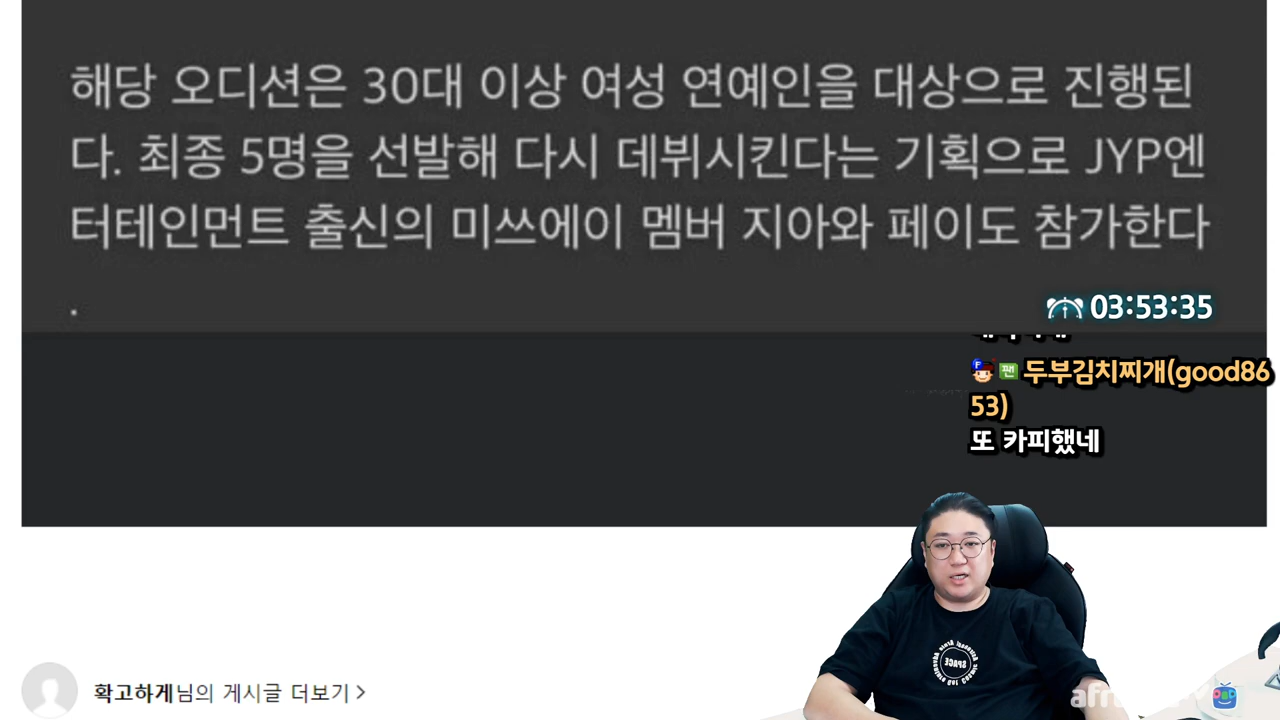 해당 오디션은 30대 이상 여성 연예인을 대상으로 진행된
다. 최종 5명을 선발해 다시 데뷔시킨다는 기획으로 JYP엔
터테인먼트 출신의 미쓰에이 멤버 지아와 페이도 참가한다
.
03:53:35
팬 두부김치찌개(good86
53)
또 카피했네
SPACE
확고하게님의 게시글 더보기 >